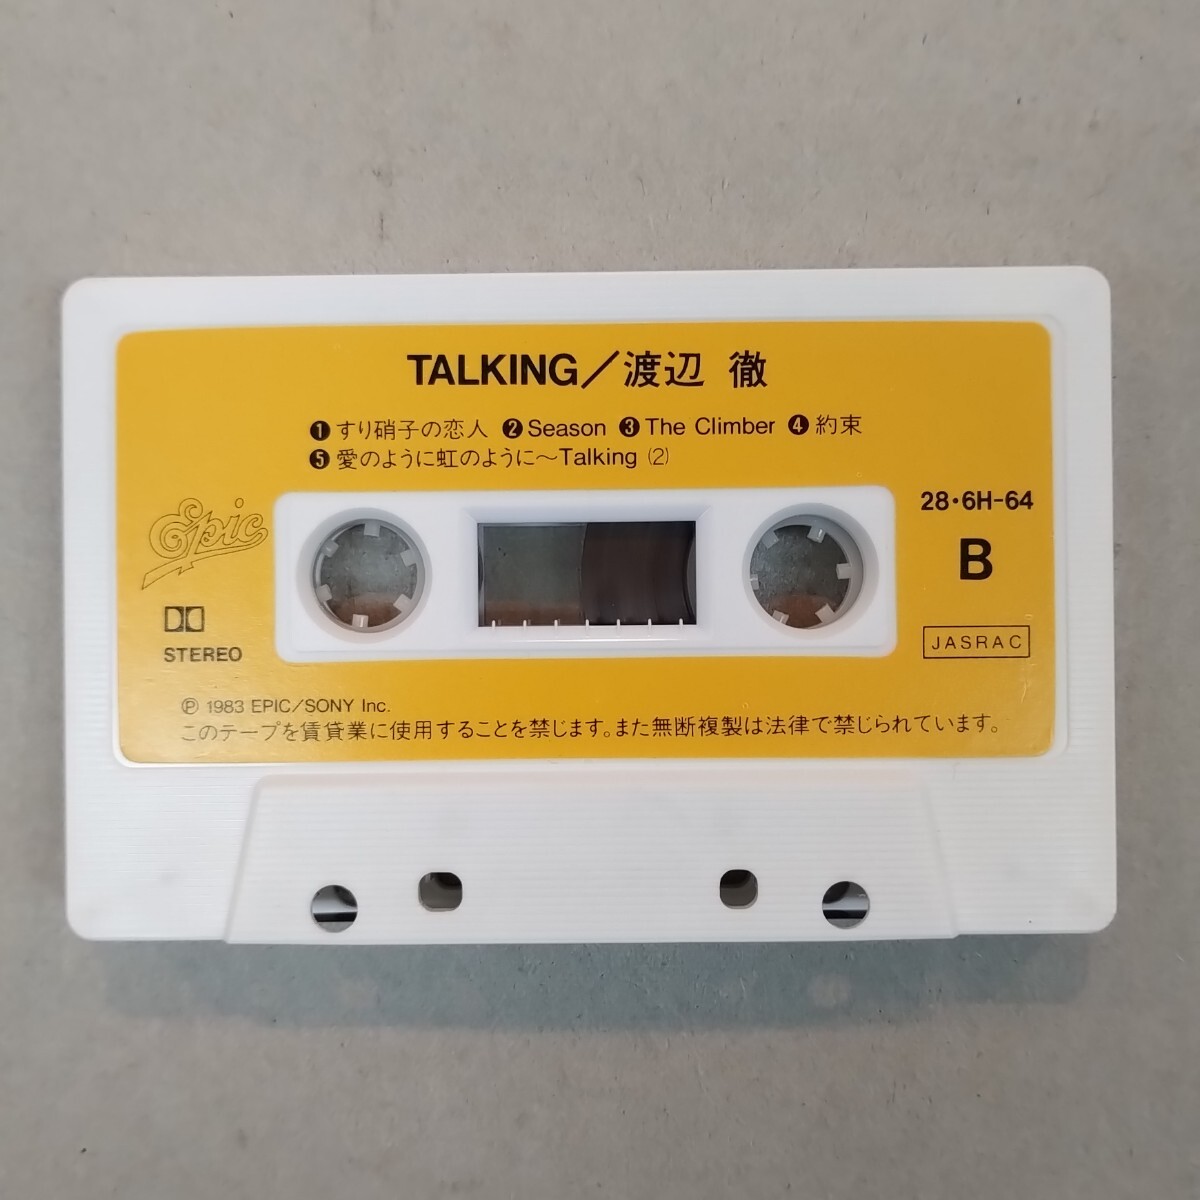 TALKING／渡辺 徹
❶すり硝子の恋人 ❷Season ❸The Climber ❹約束
❺愛のように虹のように〜Talking (2)
28・6H-64
Epic
B
STEREO
JASRAC
Ⓟ 1983 EPIC/SONY Inc.
このテープを賃貸業に使用することを禁じます。また無断複製は法律で禁じられています。